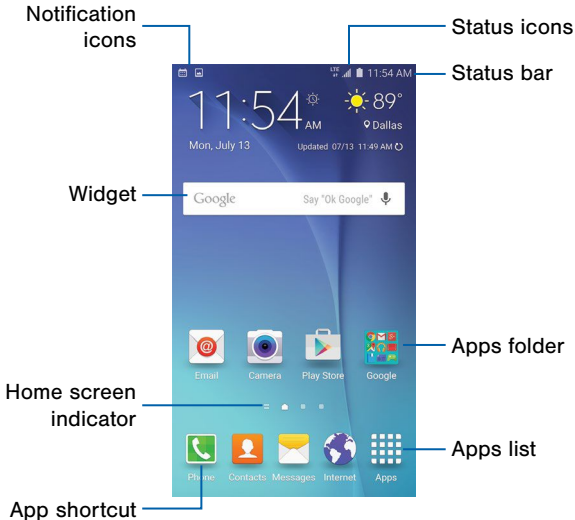 Notification
icons
Status icons
LTE
11:54 AM
Status bar
11:54 AM
89°
Dallas
Mon, July 13
Updated 07/13 11:49 AM
Widget
Google
Say "Ok Google"
Email
Camera
Play Store
Google
Apps folder
Home screen
indicator
Apps list
Phone
Contacts
Messages
Internet
Apps
App shortcut